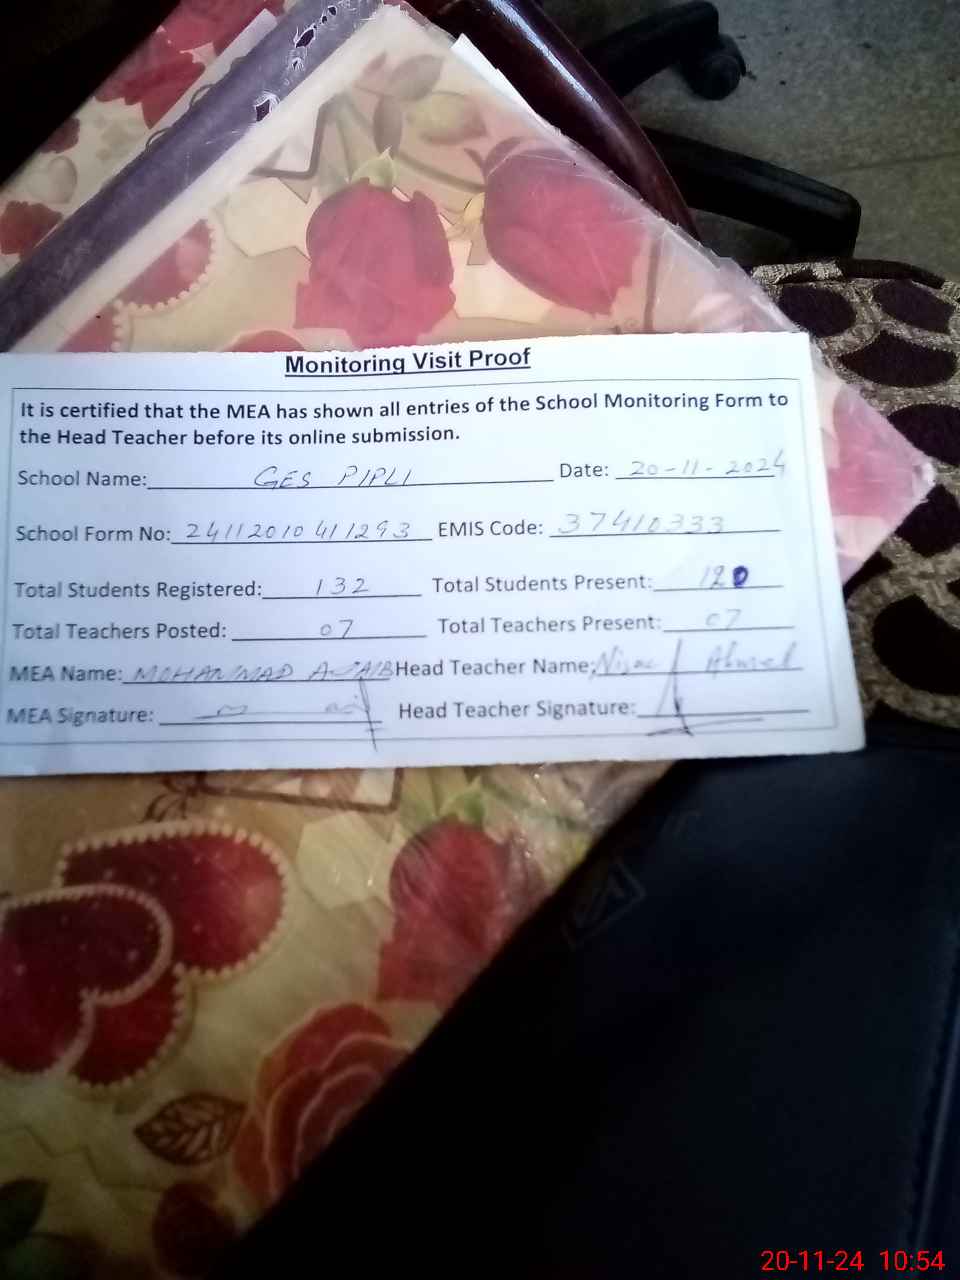 Monitoring Visit Proof
It is certified that the MEA has shown all entries of the School Monitoring Form to
the Head Teacher before its online submission.
School Name: GES PIPLI Date: 20-11-2024
School Form No: 24112010411293 EMIS Code: 37410333
Total Students Registered: 132 Total Students Present: 120
Total Teachers Posted: 07 Total Teachers Present: 07
MEA Name: MOHAMMAD AJAIB Head Teacher Name: Ahmed
MEA Signature: Head Teacher Signature:
20-11-24 10:54